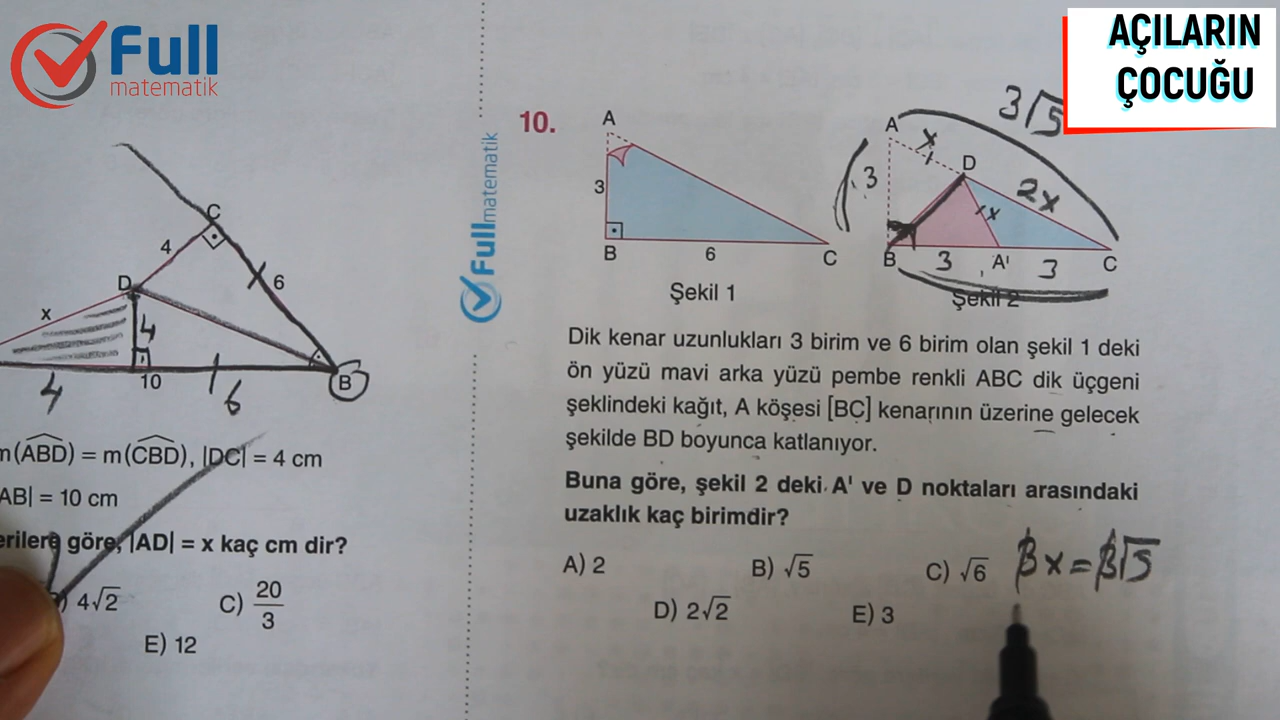 Full
matematik
AÇILARIN
ÇOCUĞU
C
4
6
D
x
4
10
B
4
6
m(ABD) = m(CBD), |DC| = 4 cm
AB| = 10 cm
erilere göre, |AD| = x kaç cm dir?
4√2
C) 20/3
E) 12
Fullmatematik
10.
A
3
B
6
C
Şekil 1
3√5
A
x
D
3
2x
x
B
3
A'
3
C
Şekil 2
Dik kenar uzunlukları 3 birim ve 6 birim olan şekil 1 deki
ön yüzü mavi arka yüzü pembe renkli ABC dik üçgeni
şeklindeki kağıt, A köşesi [BC] kenarının üzerine gelecek
şekilde BD boyunca katlanıyor.
Buna göre, şekil 2 deki A' ve D noktaları arasındaki
uzaklık kaç birimdir?
A) 2
B) √5
C) √6
3x = 3√5
D) 2√2
E) 3